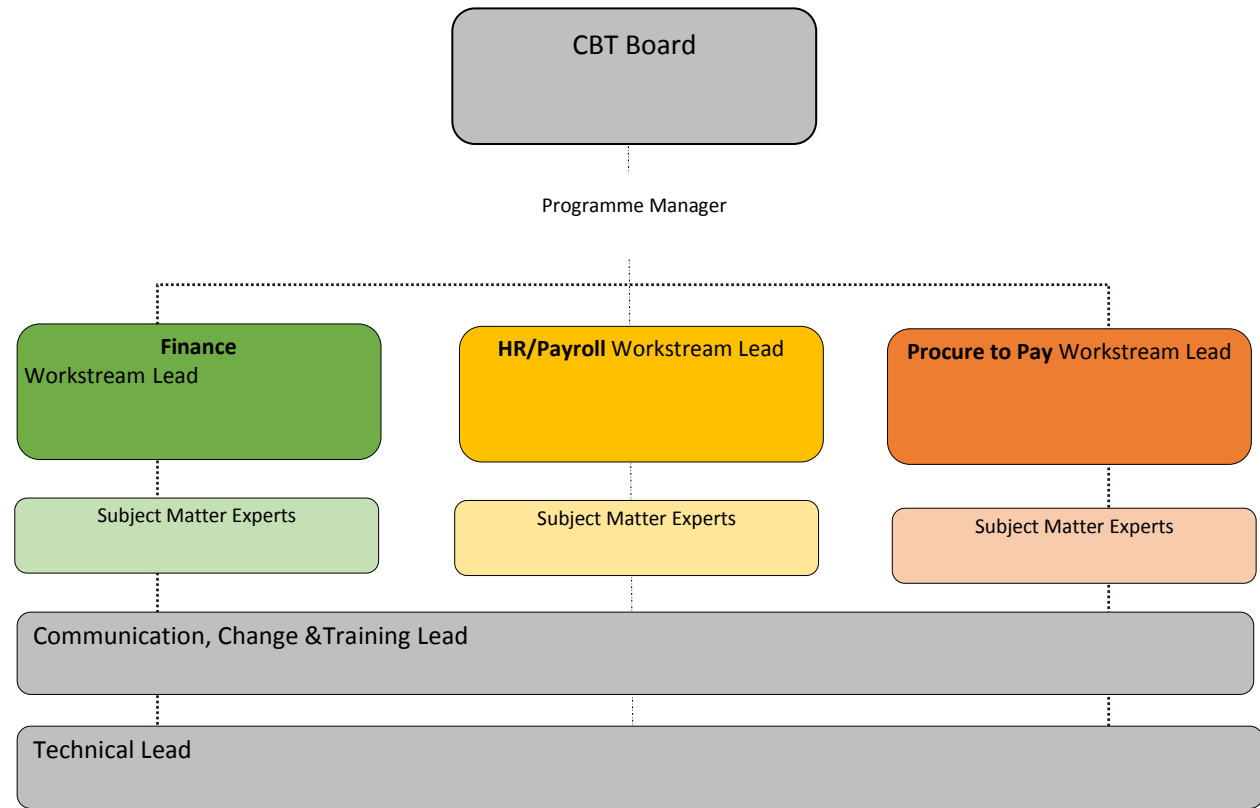 CBT Board
Programme Manager
Finance
Workstream Lead
HR/Payroll Workstream Lead
Procure to Pay Workstream Lead
Subject Matter Experts
Subject Matter Experts
Subject Matter Experts
Communication, Change &Training Lead
Technical Lead